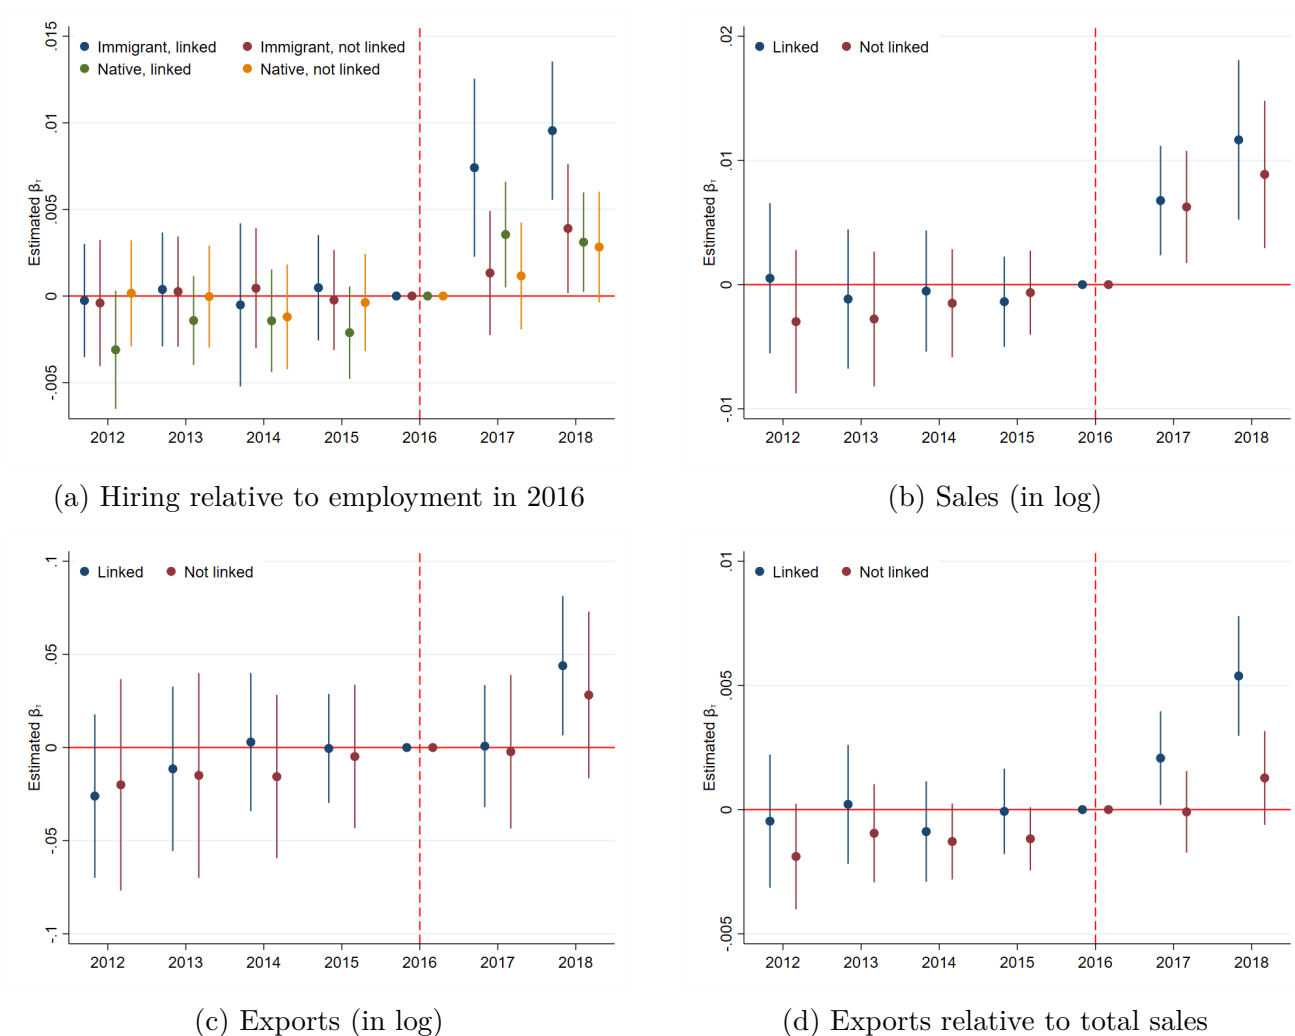 Immigrant, linked
Immigrant, not linked
Native, linked
Native, not linked
Estimated βτ
.015
.01
.005
0
-.005
2012 2013 2014 2015 2016 2017 2018
(a) Hiring relative to employment in 2016
Linked Not linked
Estimated βτ
.02
.01
0
-.01
2012 2013 2014 2015 2016 2017 2018
(b) Sales (in log)
Linked Not linked
Estimated βτ
.1
.05
0
-.05
-.1
2012 2013 2014 2015 2016 2017 2018
(c) Exports (in log)
Linked Not linked
Estimated βτ
.01
.005
0
-.005
2012 2013 2014 2015 2016 2017 2018
(d) Exports relative to total sales